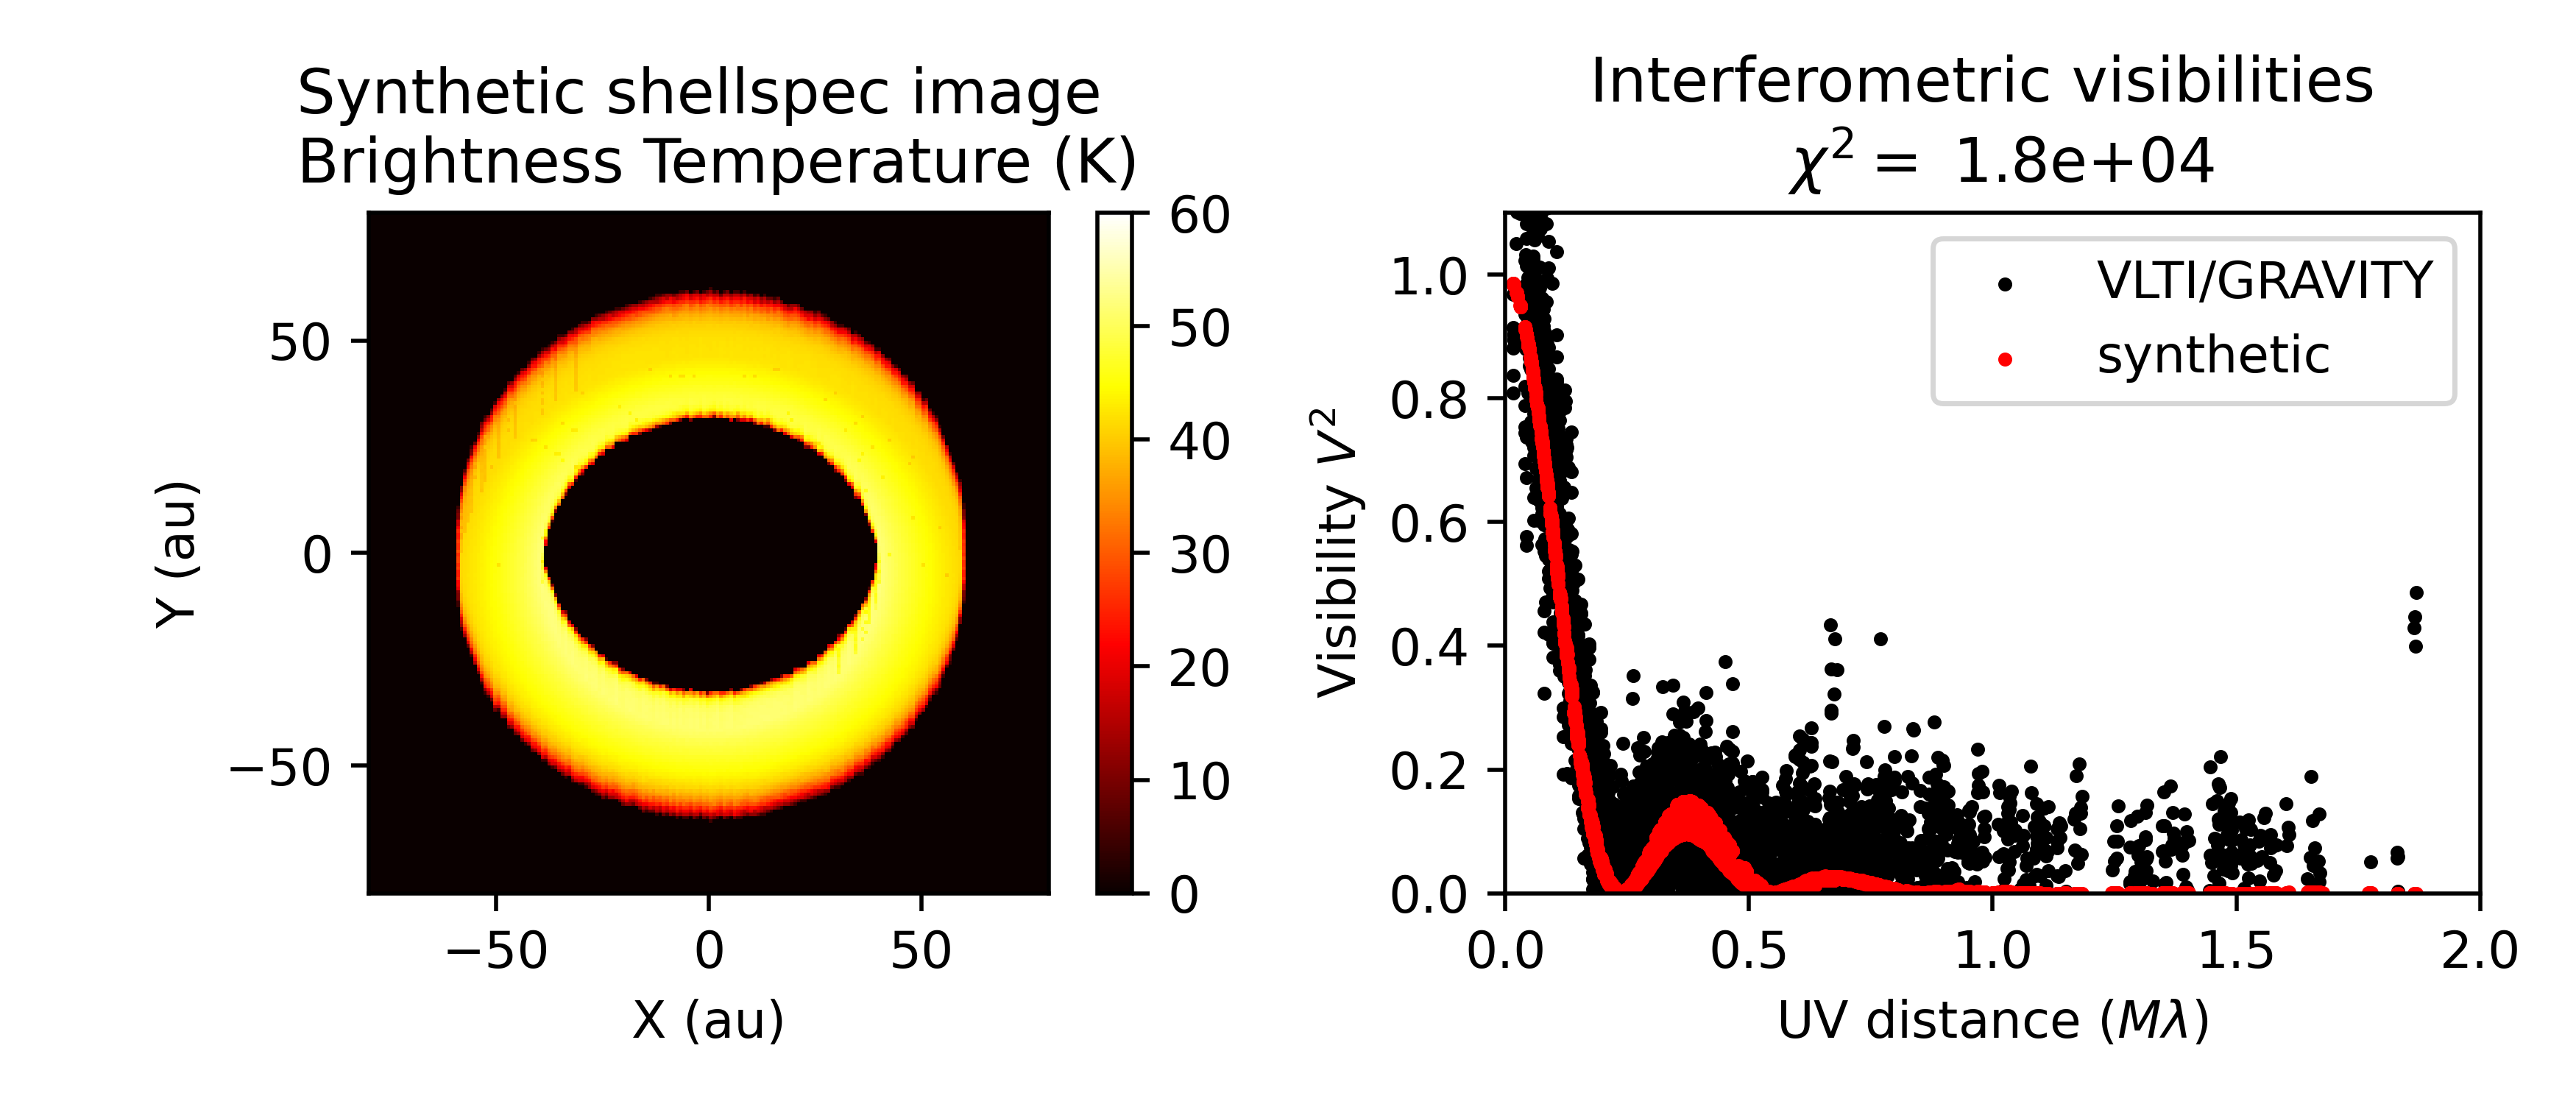 Synthetic shellspec image
Brightness Temperature (K)
50
0
−50
Y (au)
−50
0
50
X (au)
60
50
40
30
20
10
0
Interferometric visibilities
χ² = 1.8e+04
VLTI/GRAVITY
synthetic
1.0
0.8
0.6
0.4
0.2
0.0
Visibility V²
0.0
0.5
1.0
1.5
2.0
UV distance (Mλ)